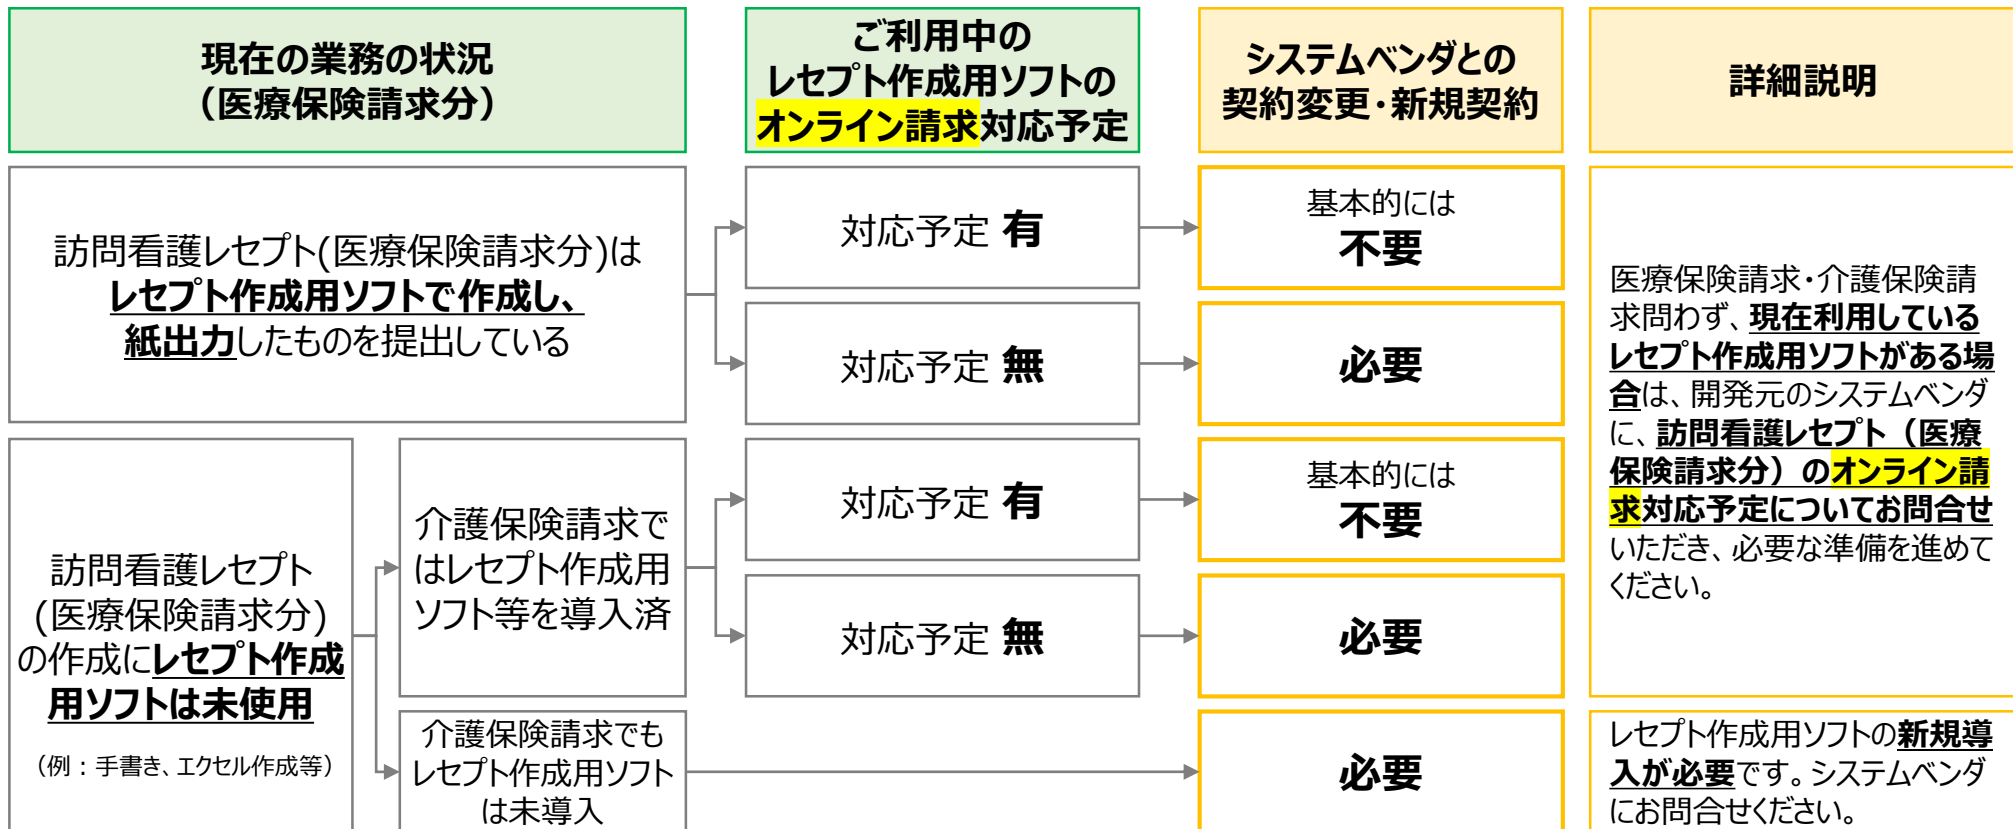 現在の業務の状況
（医療保険請求分）
ご利用中の
レセプト作成用ソフトの
オンライン請求対応予定
システムベンダとの
契約変更・新規契約
詳細説明
訪問看護レセプト(医療保険請求分)は
レセプト作成用ソフトで作成し、
紙出力したものを提出している
対応予定 有
基本的には
不要
対応予定 無
必要
医療保険請求・介護保険請
求問わず、現在利用している
レセプト作成用ソフトがある場
合は、開発元のシステムベンダ
に、訪問看護レセプト（医療
保険請求分）のオンライン請
求対応予定についてお問合せ
いただき、必要な準備を進めて
ください。
訪問看護レセプト
(医療保険請求分)
の作成にレセプト作成
用ソフトは未使用
（例：手書き、エクセル作成等）
介護保険請求で
はレセプト作成用
ソフト等を導入済
対応予定 有
基本的には
不要
対応予定 無
必要
介護保険請求でも
レセプト作成用ソフト
は未導入
必要
レセプト作成用ソフトの新規導
入が必要です。システムベンダ
にお問合せください。